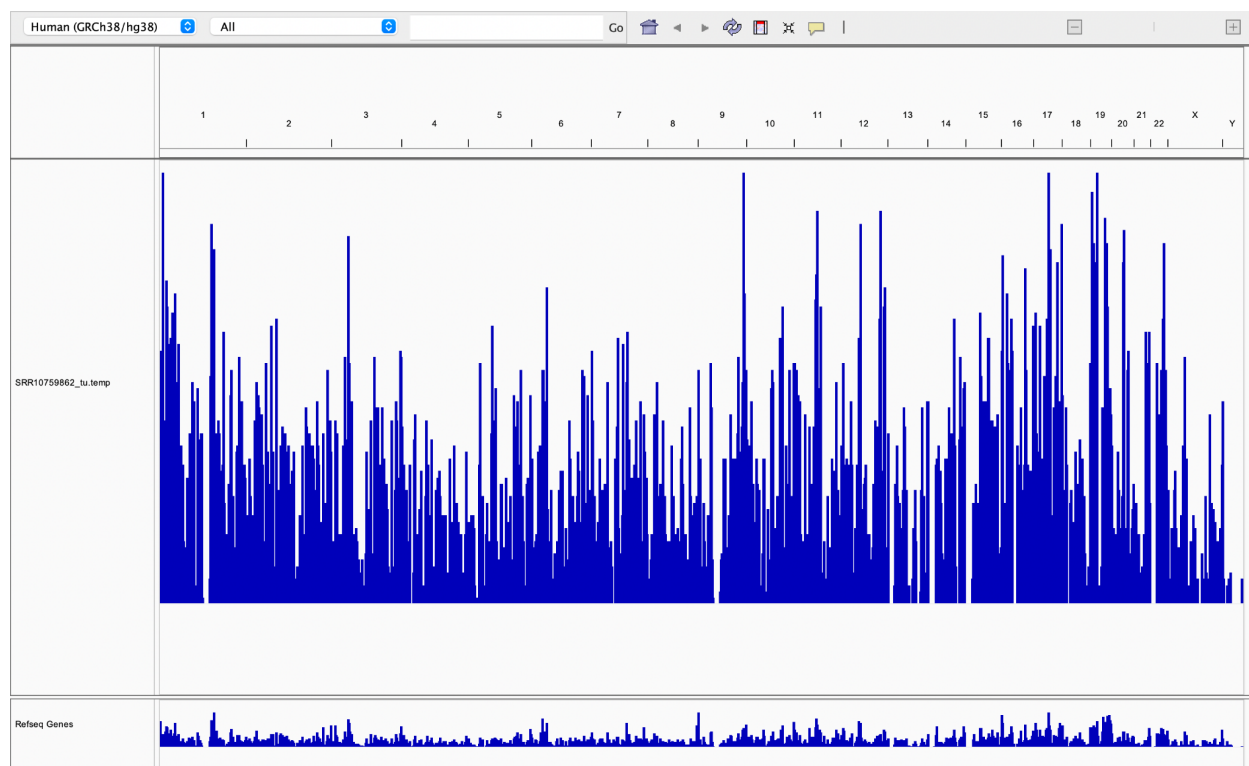 Human (GRCh38/hg38) All Go
1 2 3 4 5 6 7 8 9 10 11 12 13 14 15 16 17 18 19 20 21 22 X Y
SRR10759862_tu.temp
Refseq Genes